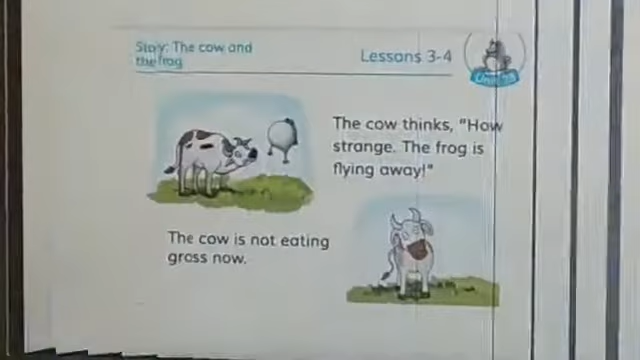 Story: The cow and
the frog
Lessons 3-4
The cow thinks, "How
strange. The frog is
flying away!"
The cow is not eating
grass now.